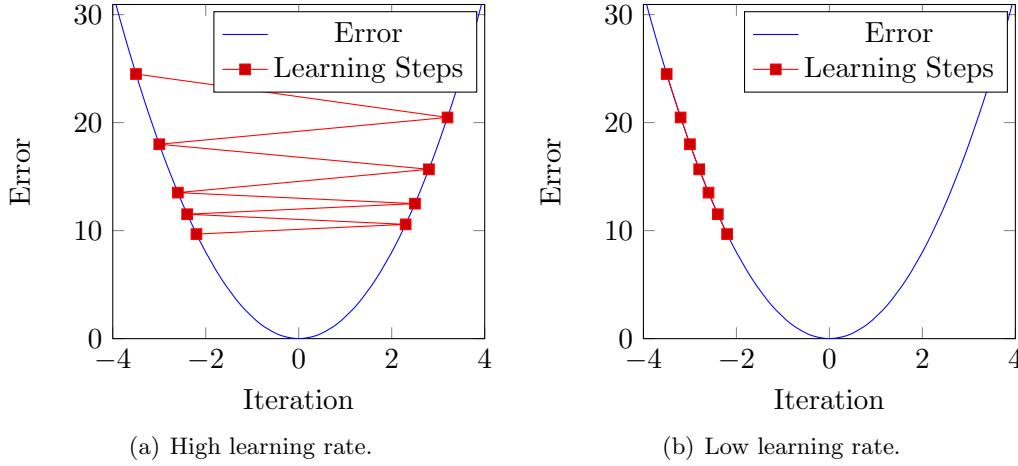 30
20
10
0
−4
−2
0
2
4
Error
Iteration
Error
Learning Steps
(a) High learning rate.
30
20
10
0
−4
−2
0
2
4
Error
Iteration
Error
Learning Steps
(b) Low learning rate.